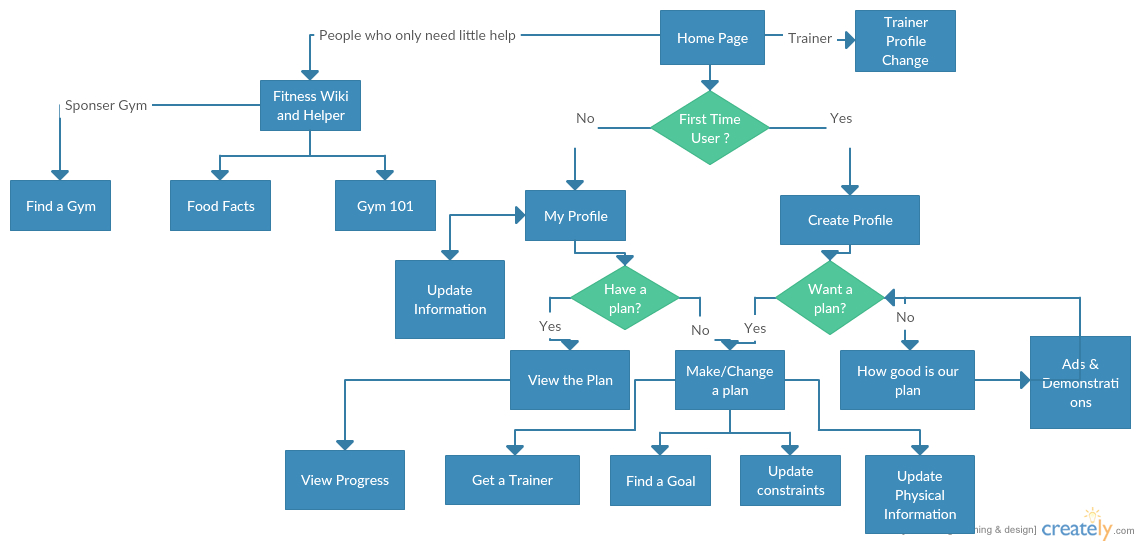 Home Page
People who only need little help
Trainer
Trainer
Profile
Change
Fitness Wiki
and Helper
Sponser Gym
First Time
User ?
No
Yes
Find a Gym
Food Facts
Gym 101
My Profile
Create Profile
Update
Information
Have a
plan?
Want a
plan?
Yes
No
Yes
No
View the Plan
Make/Change
a plan
How good is our
plan
Ads &
Demonstrati
ons
View Progress
Get a Trainer
Find a Goal
Update
constraints
Update
Physical
Information
& design]
creately.com